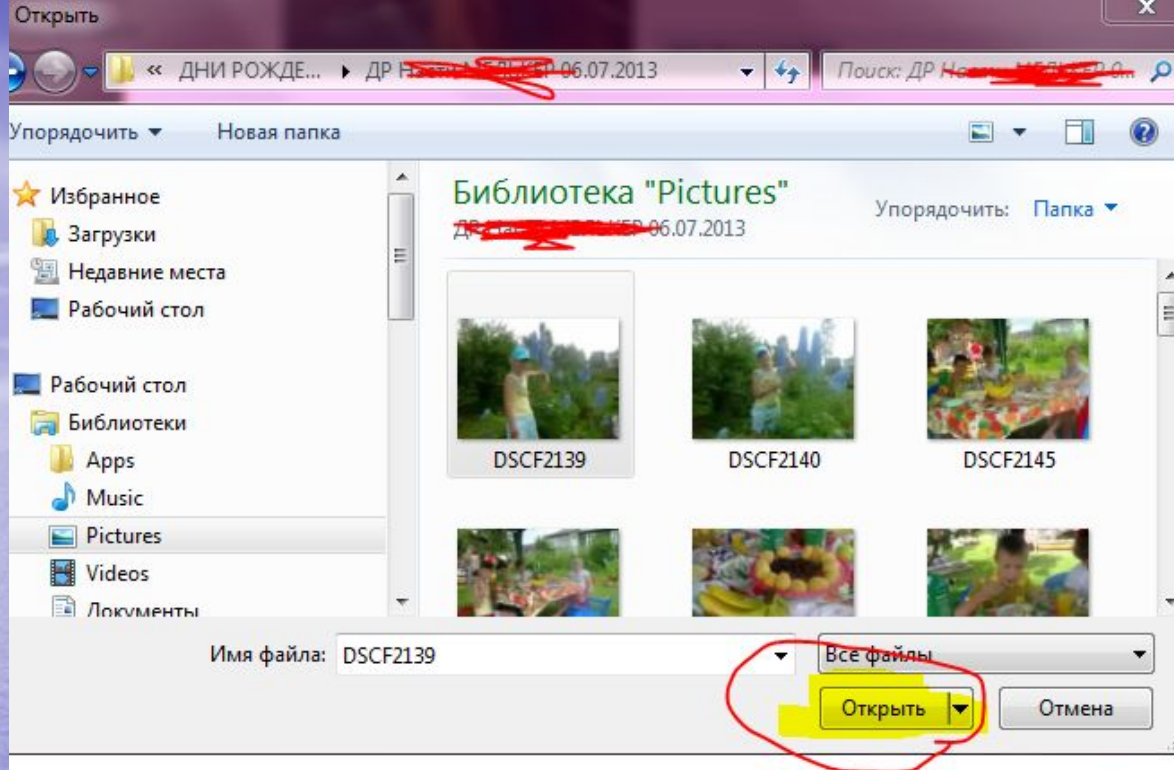 Открыть
x
« ДНИ РОЖДЕ... ▸ ДР 06.07.2013
Поиск: ДР
Упорядочить ▼ Новая папка
Избранное
Загрузки
Недавние места
Рабочий стол
Рабочий стол
Библиотеки
Apps
Music
Pictures
Videos
Документы
Библиотека "Pictures"
06.07.2013
Упорядочить: Папка ▼
DSCF2139 DSCF2140 DSCF2145
Имя файла: DSCF2139
Все файлы
Открыть Отмена